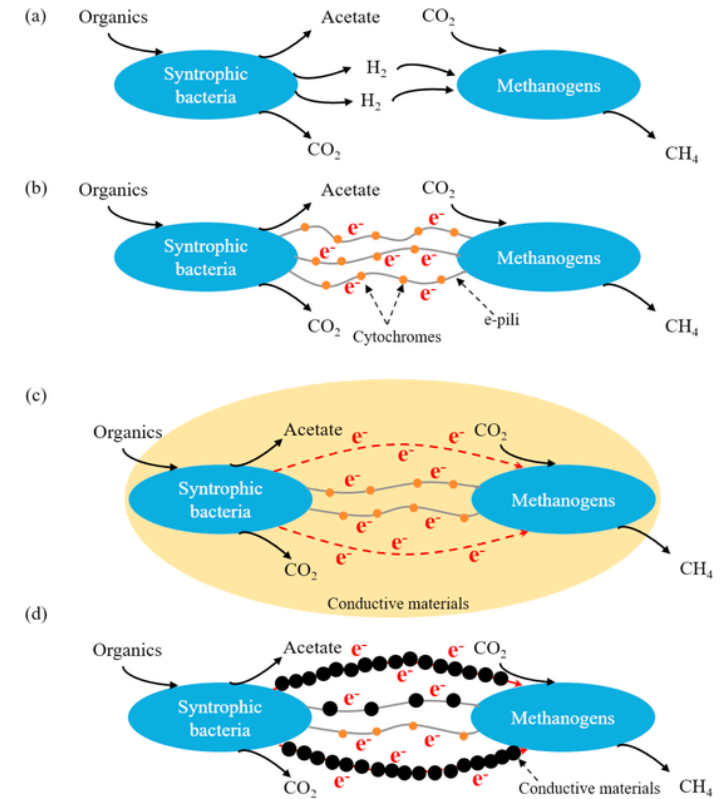 (a)
Organics
Acetate
CO₂
Syntrophic
bacteria
H₂
H₂
Methanogens
CO₂
CH₄
(b)
Organics
Acetate
CO₂
e⁻
e⁻
Syntrophic
bacteria
e⁻
e⁻
e⁻
Methanogens
e⁻
e⁻
CO₂
Cytochromes
e-pili
CH₄
(c)
Organics
Acetate
e⁻
e⁻
CO₂
e⁻
Syntrophic
bacteria
e⁻
e⁻
Methanogens
e⁻
e⁻
e⁻
e⁻
e⁻
CO₂
CH₄
Conductive materials
(d)
Organics
Acetate
e⁻
e⁻
CO₂
e⁻
Syntrophic
bacteria
e⁻
e⁻
Methanogens
e⁻
e⁻
e⁻
e⁻
e⁻
CO₂
Conductive materials
CH₄